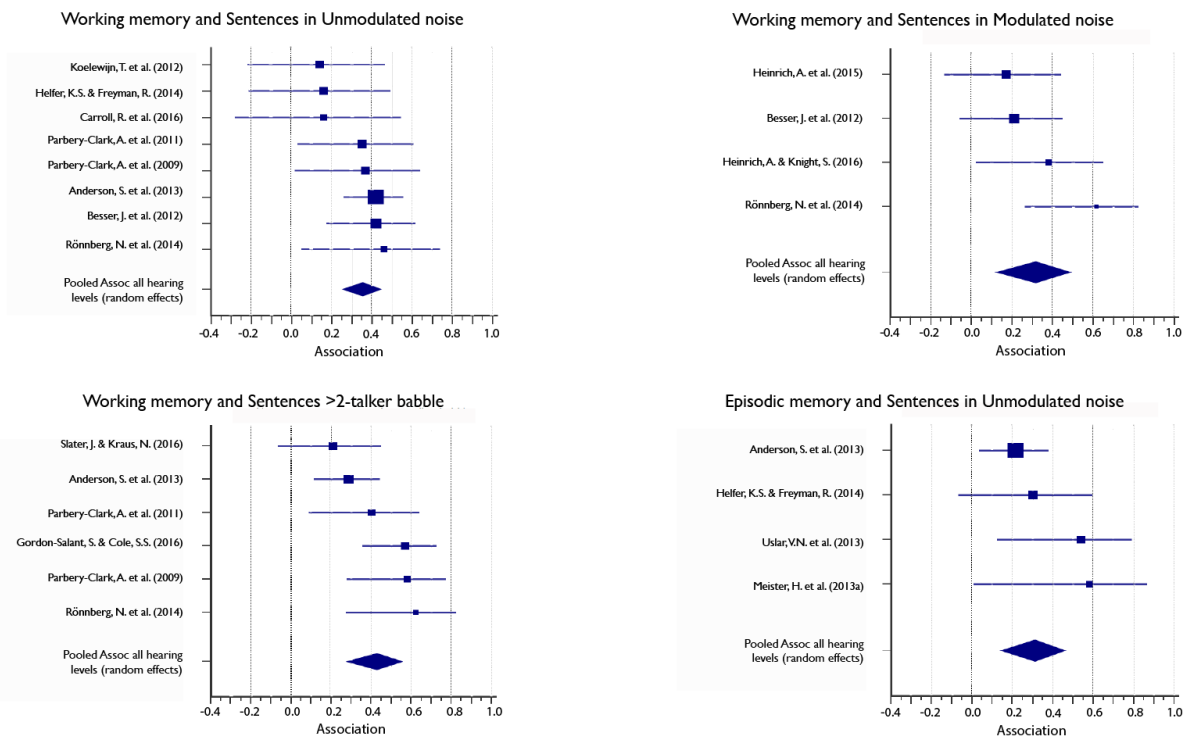 Working memory and Sentences in Unmodulated noise
Koelewijn, T. et al. (2012)
Helfer, K.S. & Freyman, R. (2014)
Carroll, R. et al. (2016)
Parbery-Clark, A. et al. (2011)
Parbery-Clark, A. et al. (2009)
Anderson, S. et al. (2013)
Besser, J. et al. (2012)
Rönnberg, N. et al. (2014)
Pooled Assoc all hearing
levels (random effects)
-0.4 -0.2 0.0 0.2 0.4 0.6 0.8 1.0
Association
Working memory and Sentences in Modulated noise
Heinrich, A. et al. (2015)
Besser, J. et al. (2012)
Heinrich, A. & Knight, S. (2016)
Rönnberg, N. et al. (2014)
Pooled Assoc all hearing
levels (random effects)
-0.4 -0.2 0.0 0.2 0.4 0.6 0.8 1.0
Association
Working memory and Sentences >2-talker babble
Slater, J. & Kraus, N. (2016)
Anderson, S. et al. (2013)
Parbery-Clark, A. et al. (2011)
Gordon-Salant, S. & Cole, S.S. (2016)
Parbery-Clark, A. et al. (2009)
Rönnberg, N. et al. (2014)
Pooled Assoc all hearing
levels (random effects)
-0.4 -0.2 0.0 0.2 0.4 0.6 0.8 1.0
Association
Episodic memory and Sentences in Unmodulated noise
Anderson, S. et al. (2013)
Helfer, K.S. & Freyman, R. (2014)
Uslar, V.N. et al. (2013)
Meister, H. et al. (2013a)
Pooled Assoc all hearing
levels (random effects)
-0.4 -0.2 0.0 0.2 0.4 0.6 0.8 1.0
Association